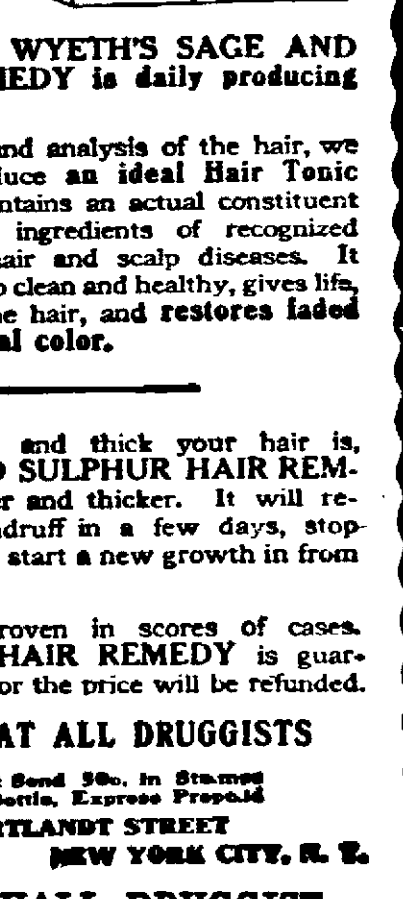 WYETH'S SAGE AND
EDY is daily producing
nd analysis of the hair, we
duce an ideal Hair Tonic
ntains an actual constituent
ingredients of recognized
air and scalp diseases. It
p clean and healthy, gives life,
e hair, and restores faded
al color.
and thick your hair is,
D SULPHUR HAIR REM-
er and thicker. It will re-
ndruff in a few days, stop-
start a new growth in from
roven in scores of cases.
HAIR REMEDY is guar-
or the price will be refunded.
AT ALL DRUGGISTS
Send 50c. in Stamps
Bottle, Express Prepaid
RTLANDT STREET
NEW YORK CITY, N. Y.
HALL DRUGGIST